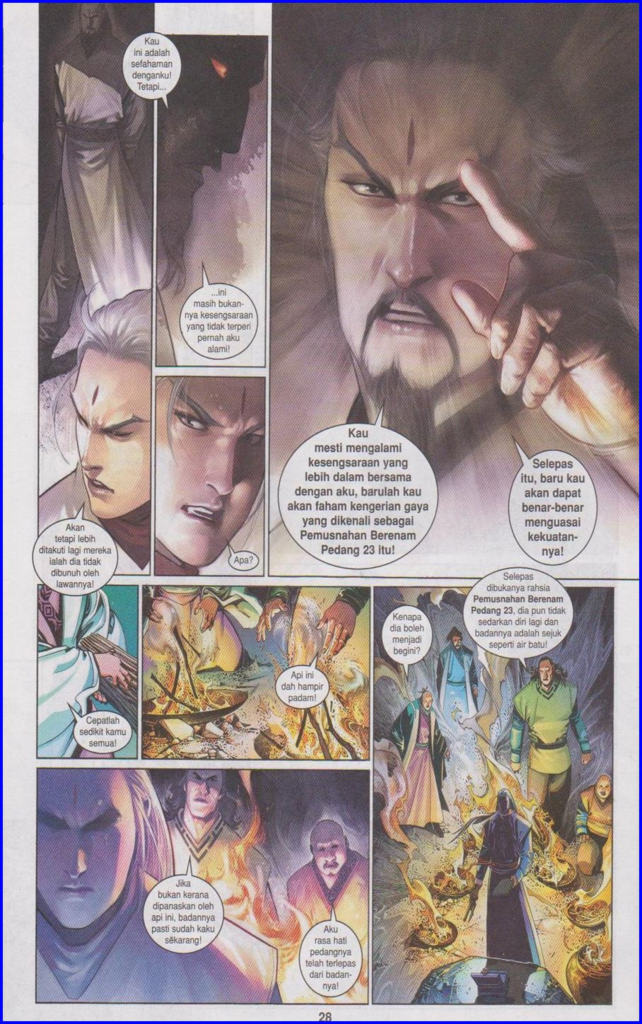 Kau
ini adalah
sefahaman
denganku!
Tetapi...
...ini
masih bukan-
nya kesengsaraan
yang tidak terperi
pernah aku
alami!
Kau
mesti mengalami
kesengsaraan yang
lebih dalam bersama
dengan aku, barulah kau
akan faham kengerian gaya
yang dikenali sebagai
Pemusnahan Berenam
Pedang 23 itu!
Selepas
itu, baru kau
akan dapat
benar-benar
menguasai
kekuatan-
nya!
Akan
tetapi lebih
ditakuti lagi mereka
ialah dia tidak
dibunuh oleh
lawannya!
Apa?
Cepatlah
sedikit kamu
semua!
Api ini
dah hampir
padam!
Kenapa
dia boleh
menjadi
begini?
Selepas
dibukanya rahsia
Pemusnahan Berenam
Pedang 23, dia pun tidak
sedarkan diri lagi dan
badannya adalah sejuk
seperti air batu!
Jika
bukan kerana
dipanaskan oleh
api ini, badannya
pasti sudah kaku
sekarang!
Aku
rasa hati
pedangnya
telah terlepas
dari badan-
nya!
28